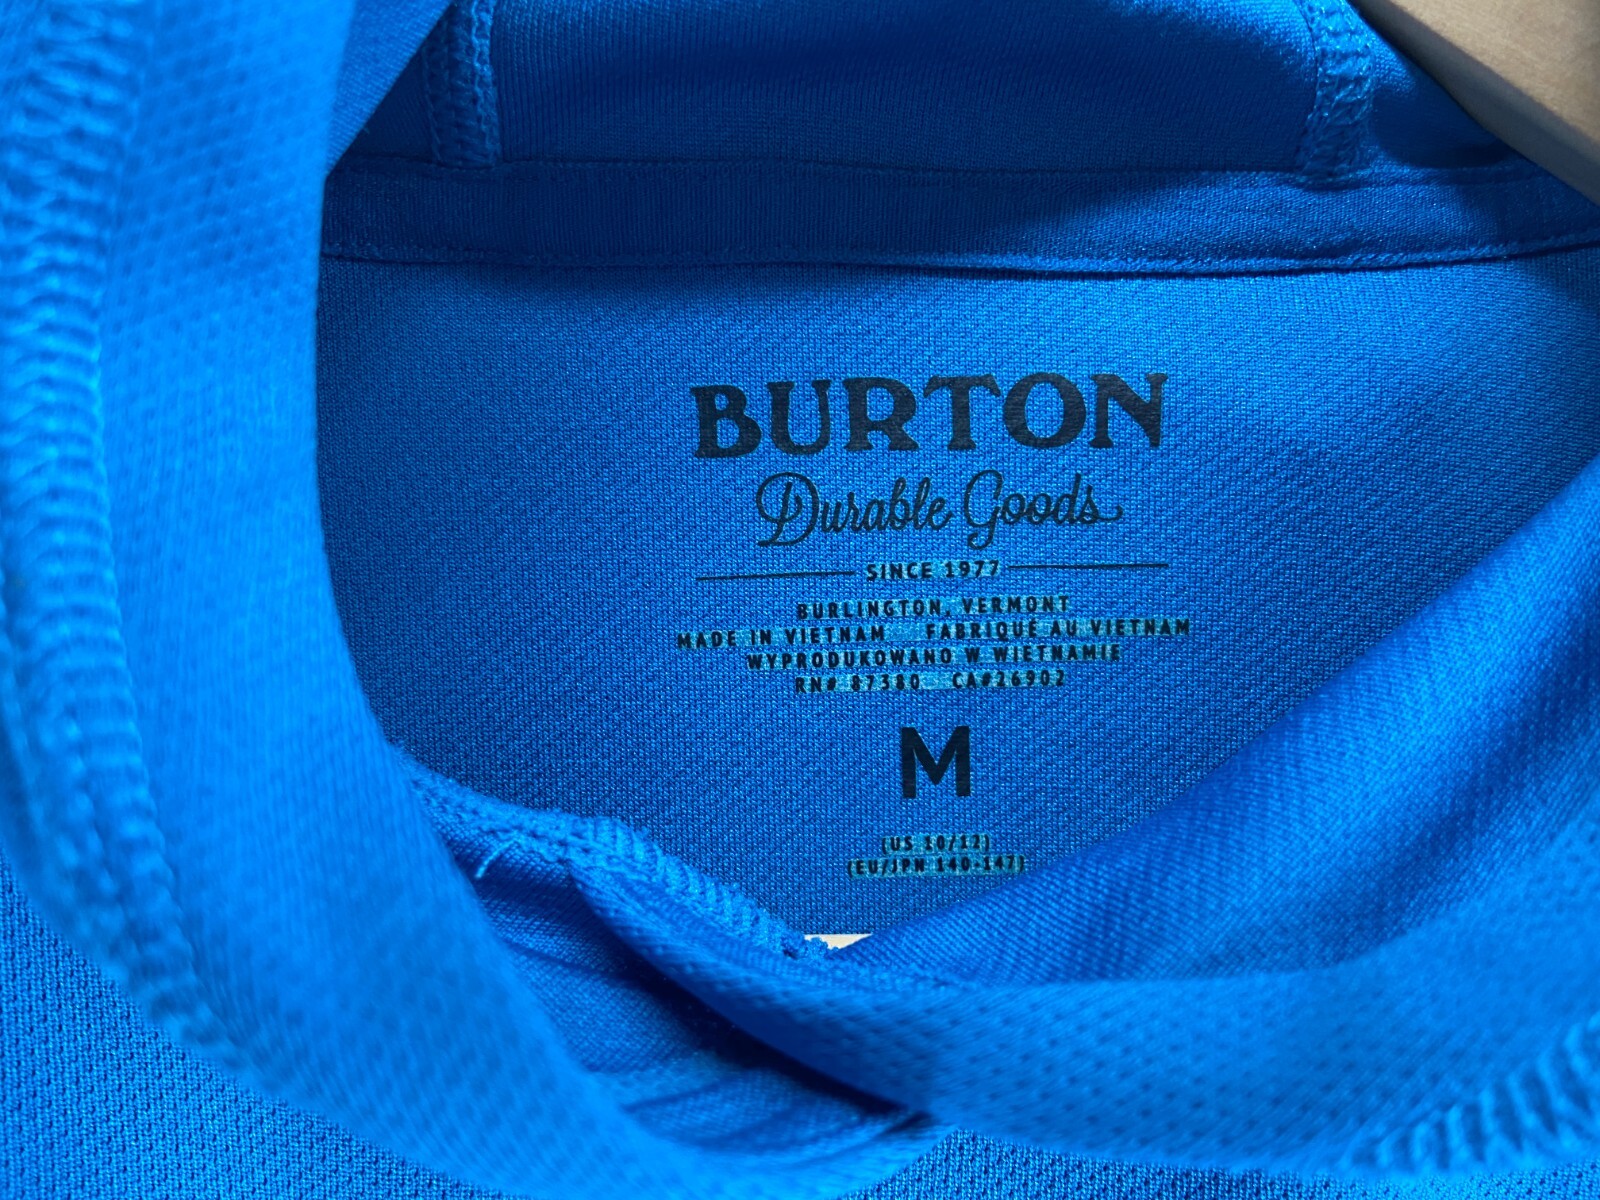 BURTON
Durable Goods
SINCE 1977
BURLINGTON, VERMONT
MADE IN VIETNAM FABRIQUÉ AU VIETNAM
WYPRODUKOWANO W WIETNAMIE
RN# 87380 CA#26902
M
(US 10/12)
(EU/JPN 140-147)